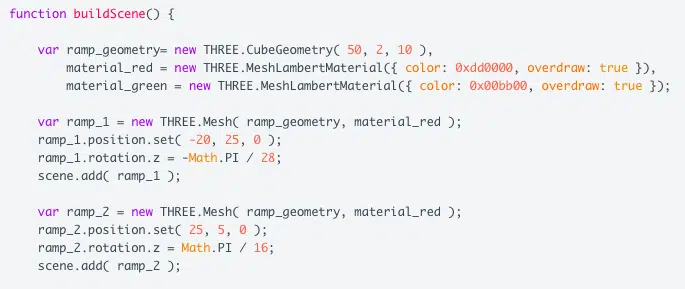 function buildScene() {
var ramp_geometry= new THREE.CubeGeometry( 50, 2, 10 ),
material_red = new THREE.MeshLambertMaterial({ color: 0xdd0000, overdraw: true }),
material_green = new THREE.MeshLambertMaterial({ color: 0x00bb00, overdraw: true });
var ramp_1 = new THREE.Mesh( ramp_geometry, material_red );
ramp_1.position.set( -20, 25, 0 );
ramp_1.rotation.z = -Math.PI / 28;
scene.add( ramp_1 );
var ramp_2 = new THREE.Mesh( ramp_geometry, material_red );
ramp_2.position.set( 25, 5, 0 );
ramp_2.rotation.z = Math.PI / 16;
scene.add( ramp_2 );